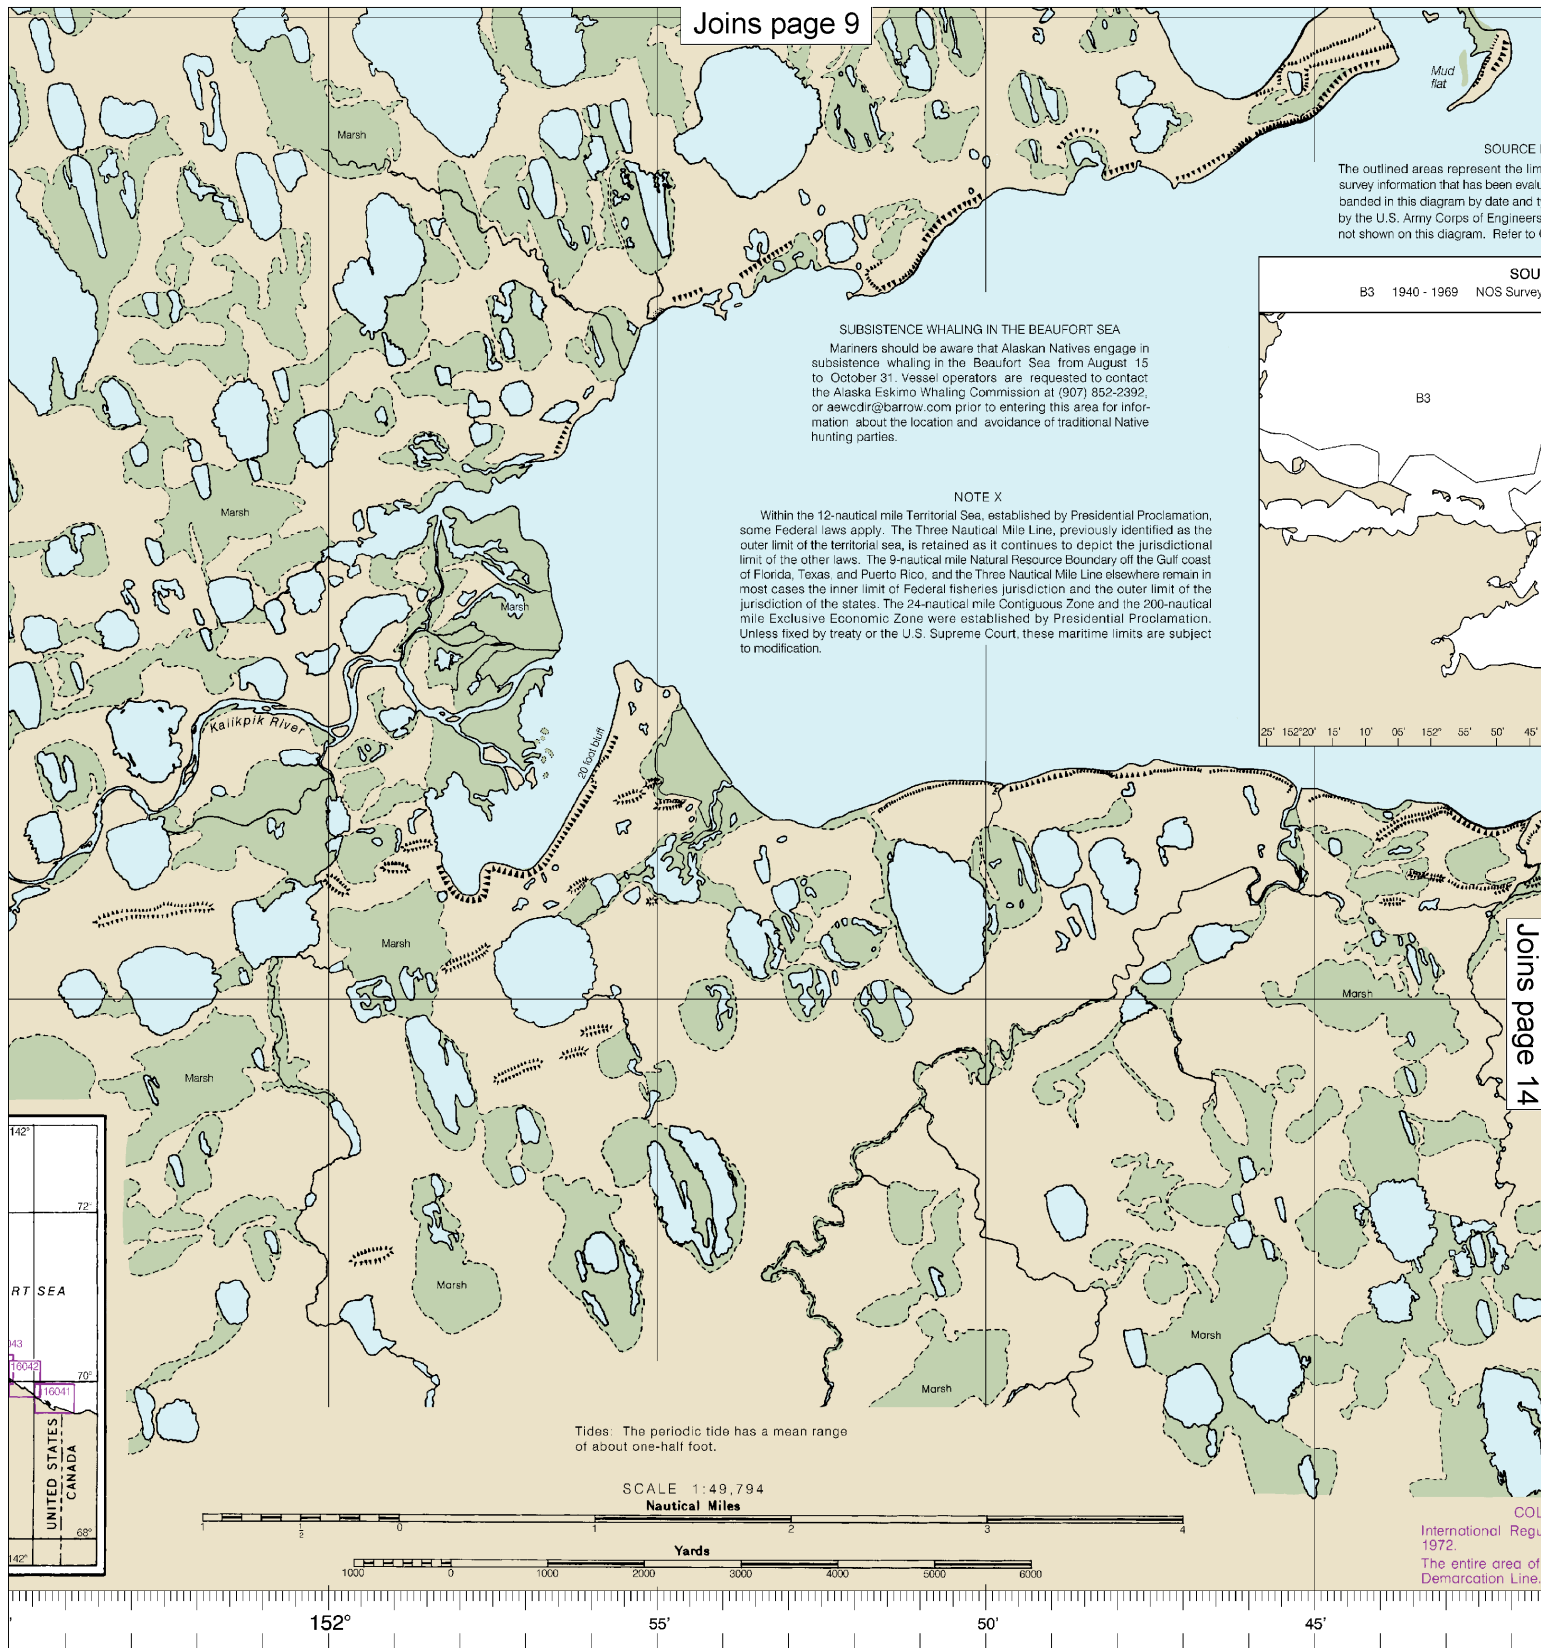 Joins page 9
Mud
flat
Marsh
SOURCE
The outlined areas represent the lim
survey information that has been evalu
banded in this diagram by date and t
by the U.S. Army Corps of Engineers
not shown on this diagram. Refer to
SOU
B3 1940 - 1969 NOS Survey
B3
25' 152°20' 15' 10' 05' 152° 55' 50' 45'
SUBSISTENCE WHALING IN THE BEAUFORT SEA
Mariners should be aware that Alaskan Natives engage in
subsistence whaling in the Beaufort Sea from August 15
to October 31. Vessel operators are requested to contact
the Alaska Eskimo Whaling Commission at (907) 852-2392,
or aewcdir@barrow.com prior to entering this area for infor-
mation about the location and avoidance of traditional Native
hunting parties.
NOTE X
Within the 12-nautical mile Territorial Sea, established by Presidential Proclamation,
some Federal laws apply. The Three Nautical Mile Line, previously identified as the
outer limit of the territorial sea, is retained as it continues to depict the jurisdictional
limit of the other laws. The 9-nautical mile Natural Resource Boundary off the Gulf coast
of Florida, Texas, and Puerto Rico, and the Three Nautical Mile Line elsewhere remain in
most cases the inner limit of Federal fisheries jurisdiction and the outer limit of the
jurisdiction of the states. The 24-nautical mile Contiguous Zone and the 200-nautical
mile Exclusive Economic Zone were established by Presidential Proclamation.
Unless fixed by treaty or the U.S. Supreme Court, these maritime limits are subject
to modification.
Marsh
Marsh
Kalikpik River
20 foot bluff
Marsh
Marsh
Joins page 14
Marsh
142°
72°
RT SEA
043
16042
16041
70°
UNITED STATES
CANADA
68°
142°
Marsh
Marsh
Marsh
Tides: The periodic tide has a mean range
of about one-half foot.
SCALE 1:49,794
Nautical Miles
1 1/2 0 1 2 3 4
Yards
1000 0 1000 2000 3000 4000 5000 6000
COL
International Regu
1972.
The entire area of
Demarcation Line.
152° 55' 50' 45'